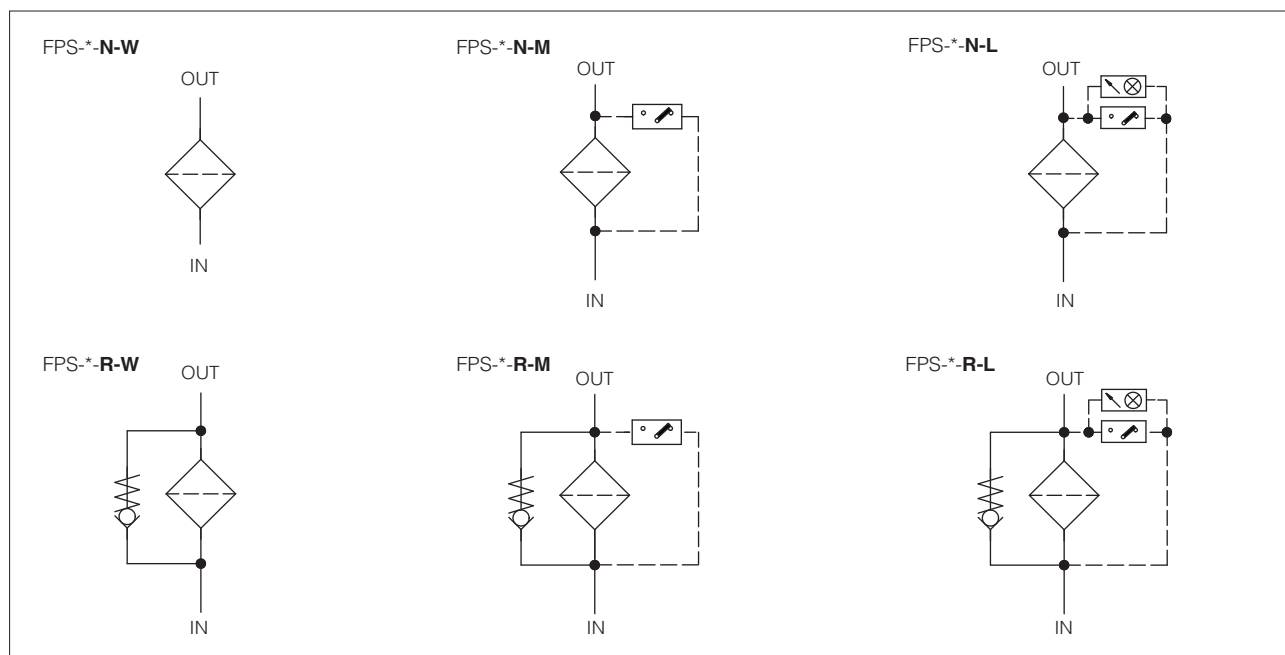 FPS-*-N-W
OUT
IN
FPS-*-N-M
OUT
IN
FPS-*-N-L
OUT
IN
FPS-*-R-W
OUT
IN
FPS-*-R-M
OUT
IN
FPS-*-R-L
OUT
IN